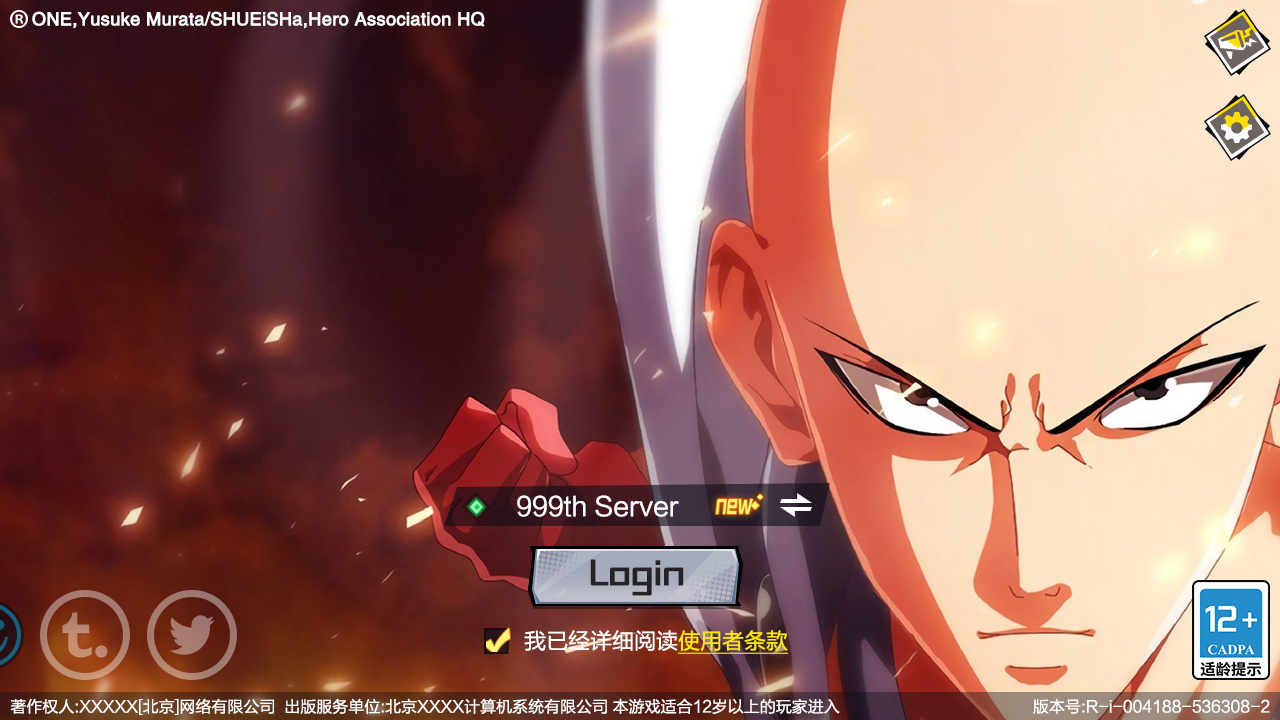 ® ONE,Yusuke Murata/SHUEiSHa,Hero Association HQ
999th Server new
Login
我已经详细阅读使用者条款
t.
12+
CADPA
适龄提示
著作权人:XXXXX[北京]网络有限公司 出版服务单位:北京XXXX计算机系统有限公司 本游戏适合12岁以上的玩家进入
版本号:R-i-004188-536308-2